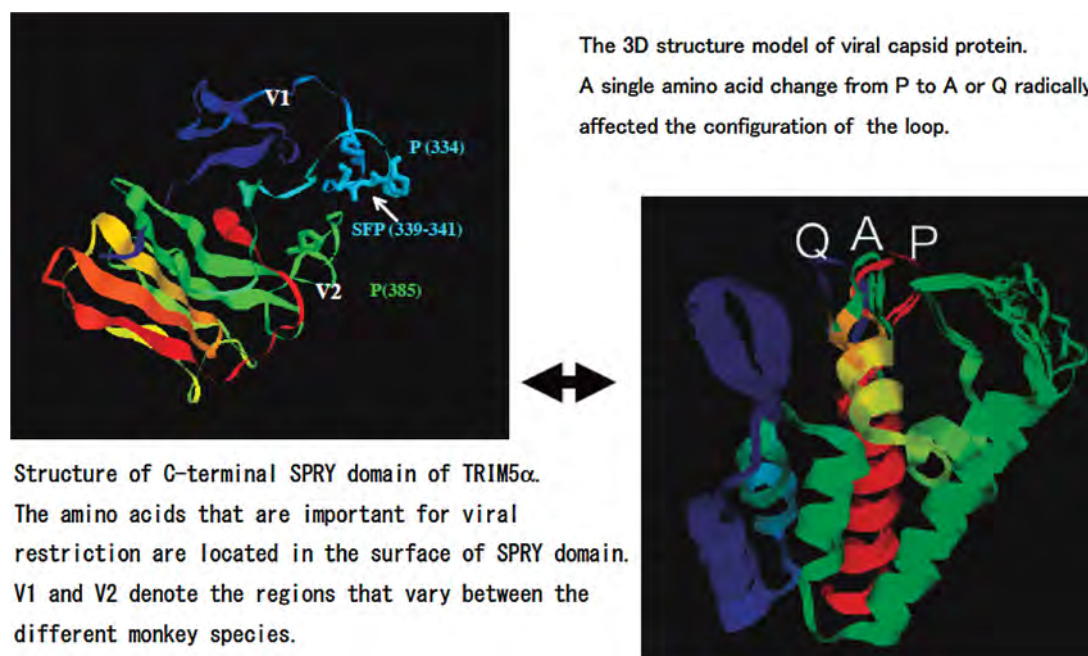 V1
P (334)
SFP (339-341)
V2
P(385)
Structure of C-terminal SPRY domain of TRIM5α.
The amino acids that are important for viral
restriction are located in the surface of SPRY domain.
V1 and V2 denote the regions that vary between the
different monkey species.
The 3D structure model of viral capsid protein.
A single amino acid change from P to A or Q radically
affected the configuration of the loop.
Q A P